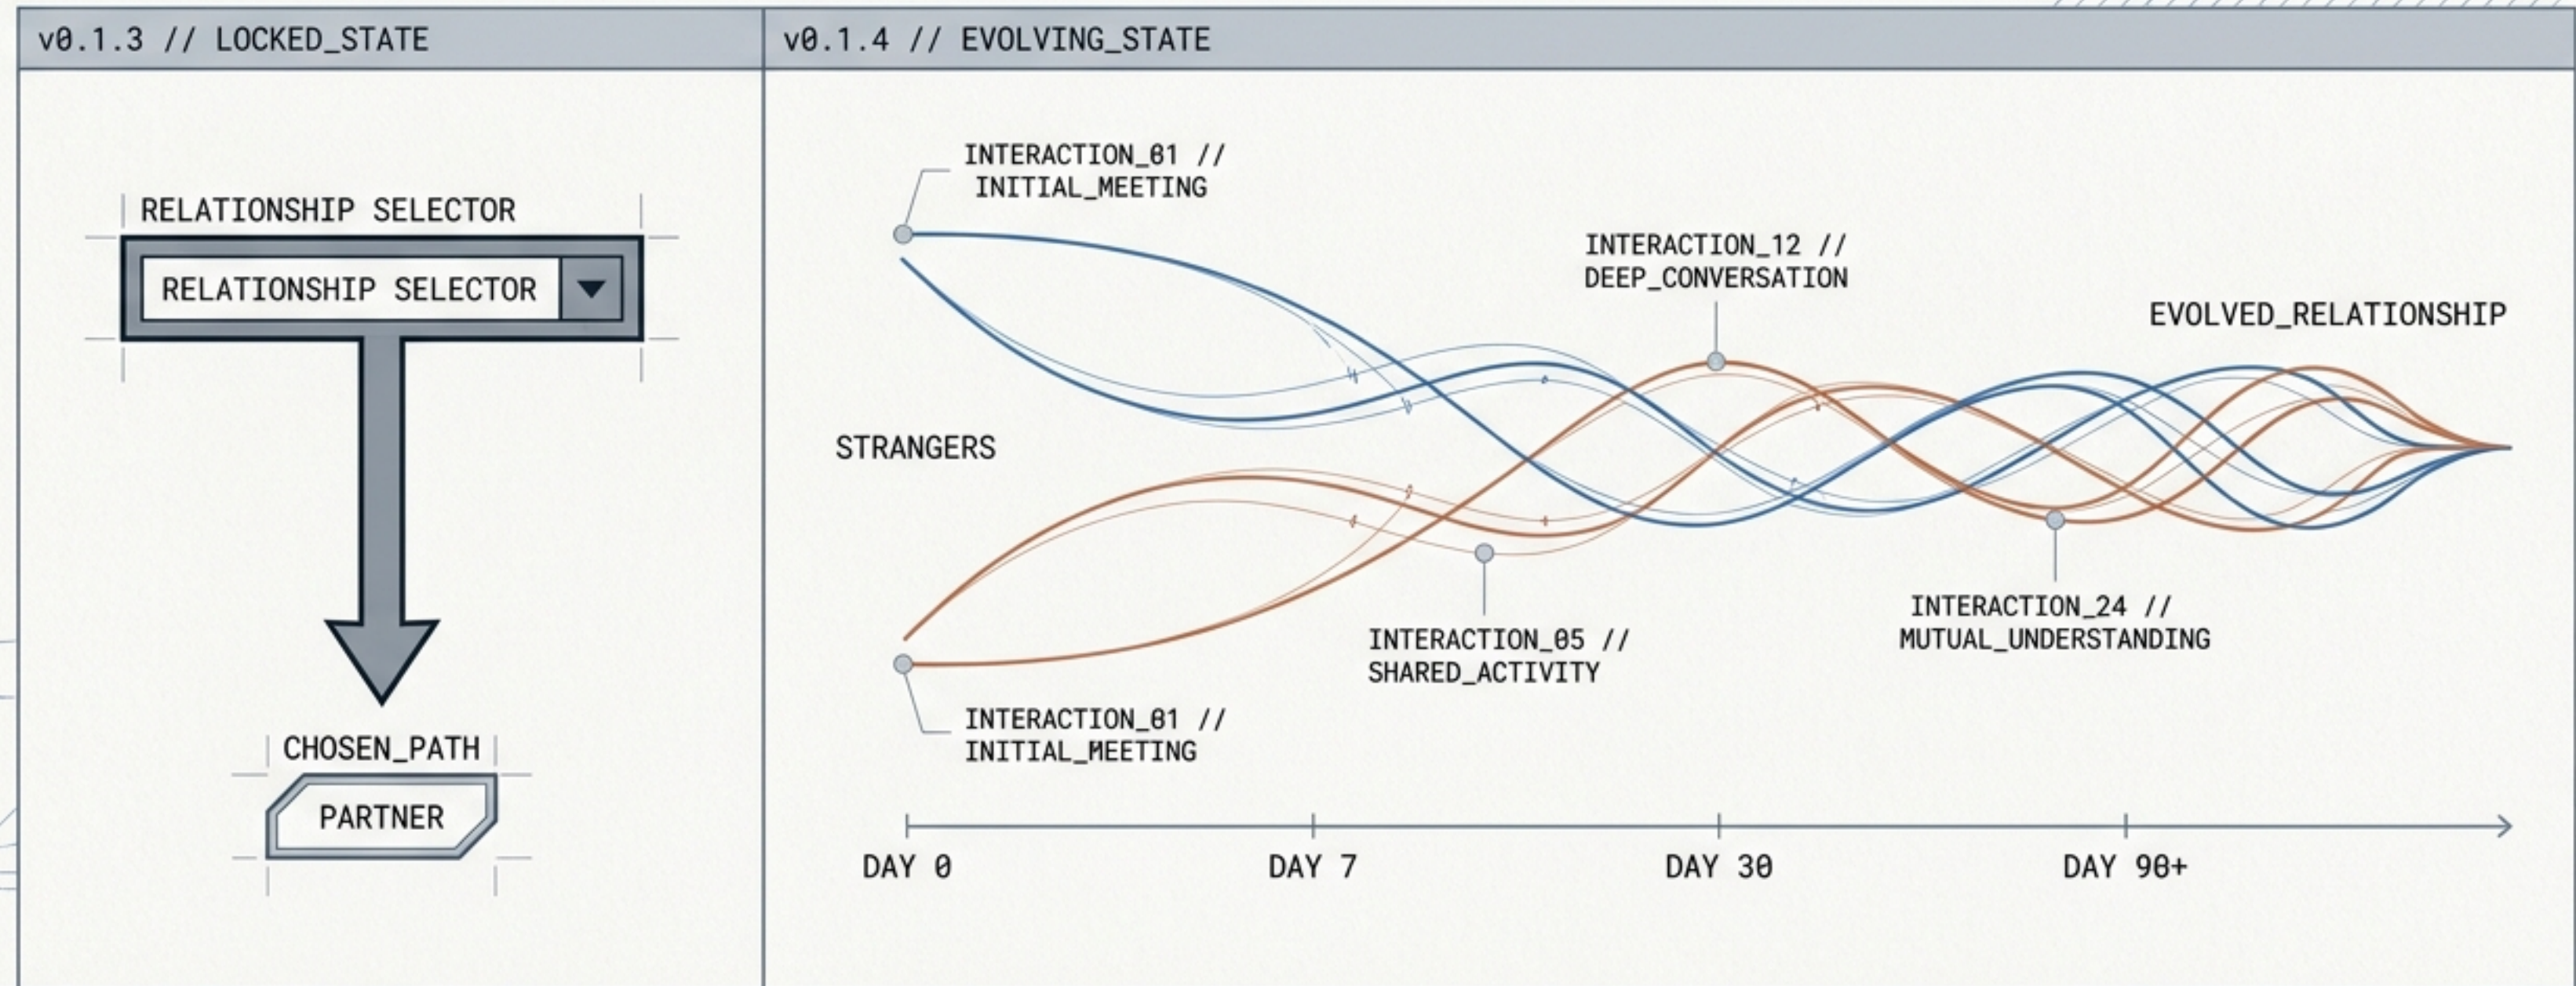 v0.1.3 // LOCKED_STATE
RELATIONSHIP SELECTOR
RELATIONSHIP SELECTOR
CHOSEN_PATH
PARTNER
v0.1.4 // EVOLVING_STATE
INTERACTION_01 //
INITIAL_MEETING
INTERACTION_12 //
DEEP_CONVERSATION
EVOLVED_RELATIONSHIP
STRANGERS
INTERACTION_24 //
MUTUAL_UNDERSTANDING
INTERACTION_05 //
SHARED_ACTIVITY
INTERACTION_01 //
INITIAL_MEETING
DAY 0
DAY 7
DAY 30
DAY 90+